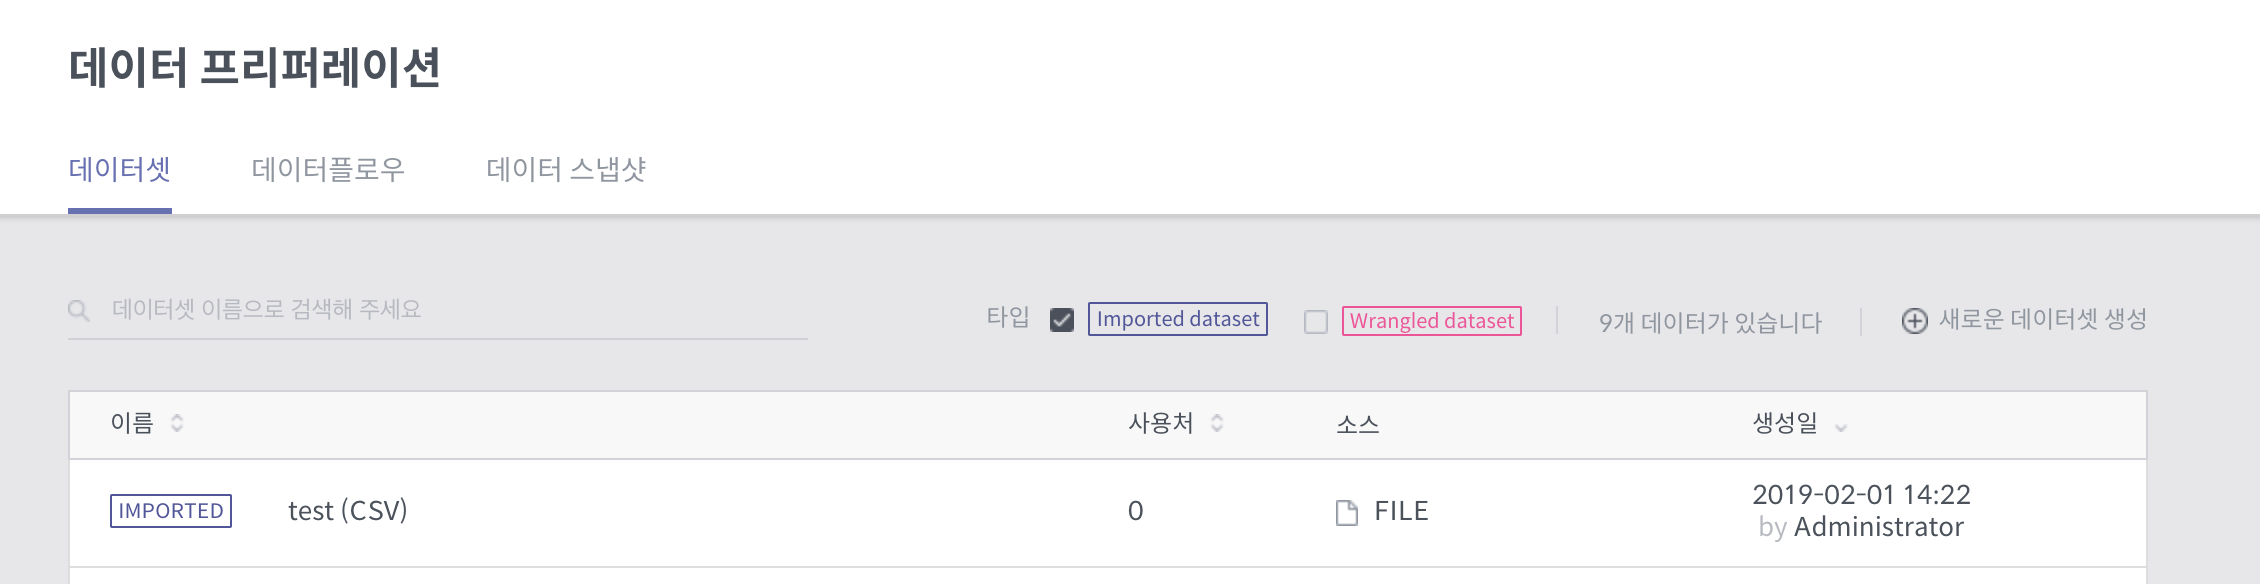 데이터 프리퍼레이션
데이터셋 데이터플로우 데이터 스냅샷
데이터셋 이름으로 검색해 주세요 타입 Imported dataset Wrangled dataset 9개 데이터가 있습니다 새로운 데이터셋 생성
이름 사용처 소스 생성일
IMPORTED test (CSV) 0 FILE 2019-02-01 14:22
by Administrator